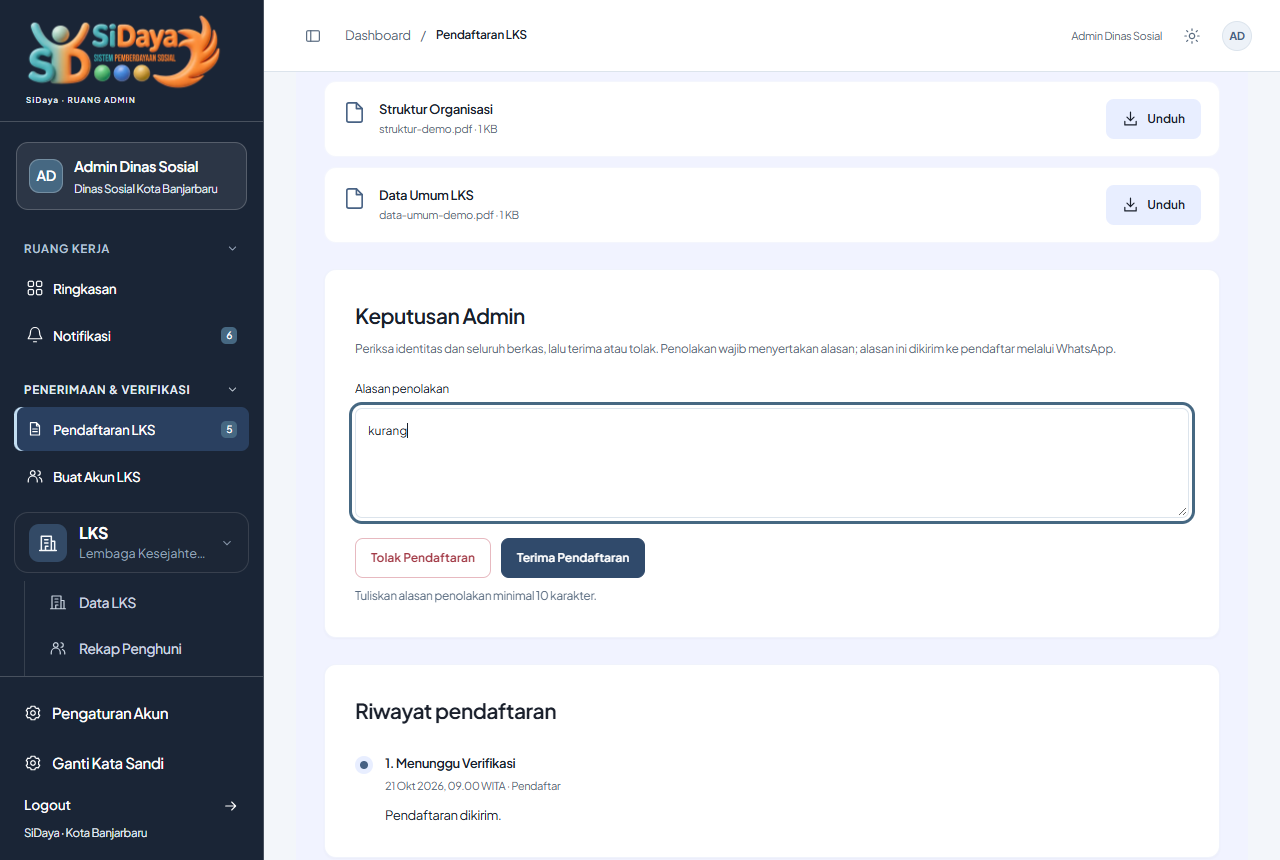 SiDaya
SISTEM PEMBERDAYAAN SOSIAL
SiDaya · RUANG ADMIN
AD
Admin Dinas Sosial
Dinas Sosial Kota Banjarbaru
RUANG KERJA
Ringkasan
Notifikasi 6
PENERIMAAN & VERIFIKASI
Pendaftaran LKS 5
Buat Akun LKS
LKS
Lembaga Kesejahte...
Data LKS
Rekap Penghuni
Pengaturan Akun
Ganti Kata Sandi
Logout
SiDaya · Kota Banjarbaru
Dashboard / Pendaftaran LKS
Admin Dinas Sosial
AD
Struktur Organisasi
struktur-demo.pdf · 1 KB
Unduh
Data Umum LKS
data-umum-demo.pdf · 1 KB
Unduh
Keputusan Admin
Periksa identitas dan seluruh berkas, lalu terima atau tolak. Penolakan wajib menyertakan alasan; alasan ini dikirim ke pendaftar melalui WhatsApp.
Alasan penolakan
kurang
Tolak Pendaftaran
Terima Pendaftaran
Tuliskan alasan penolakan minimal 10 karakter.
Riwayat pendaftaran
1. Menunggu Verifikasi
21 Okt 2026, 09.00 WITA · Pendaftar
Pendaftaran dikirim.